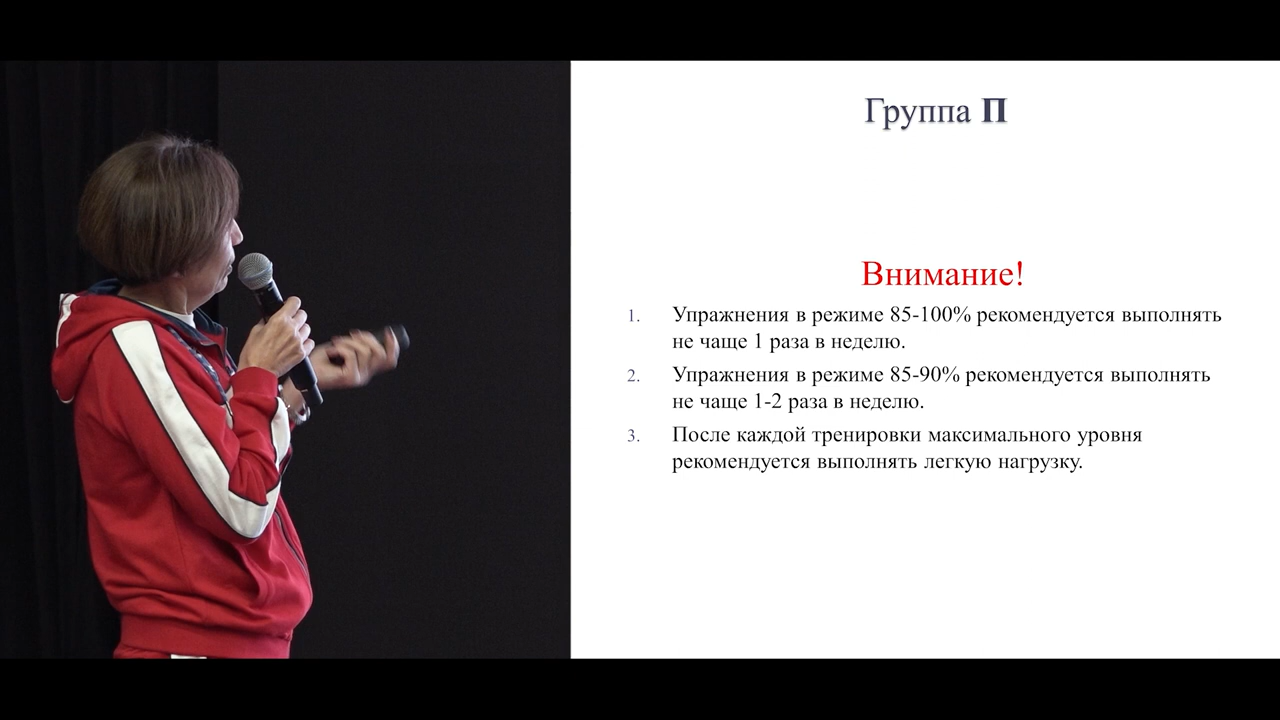 Группа П
Внимание!
1. Упражнения в режиме 85-100% рекомендуется выполнять
не чаще 1 раза в неделю.
2. Упражнения в режиме 85-90% рекомендуется выполнять
не чаще 1-2 раза в неделю.
3. После каждой тренировки максимального уровня
рекомендуется выполнять легкую нагрузку.